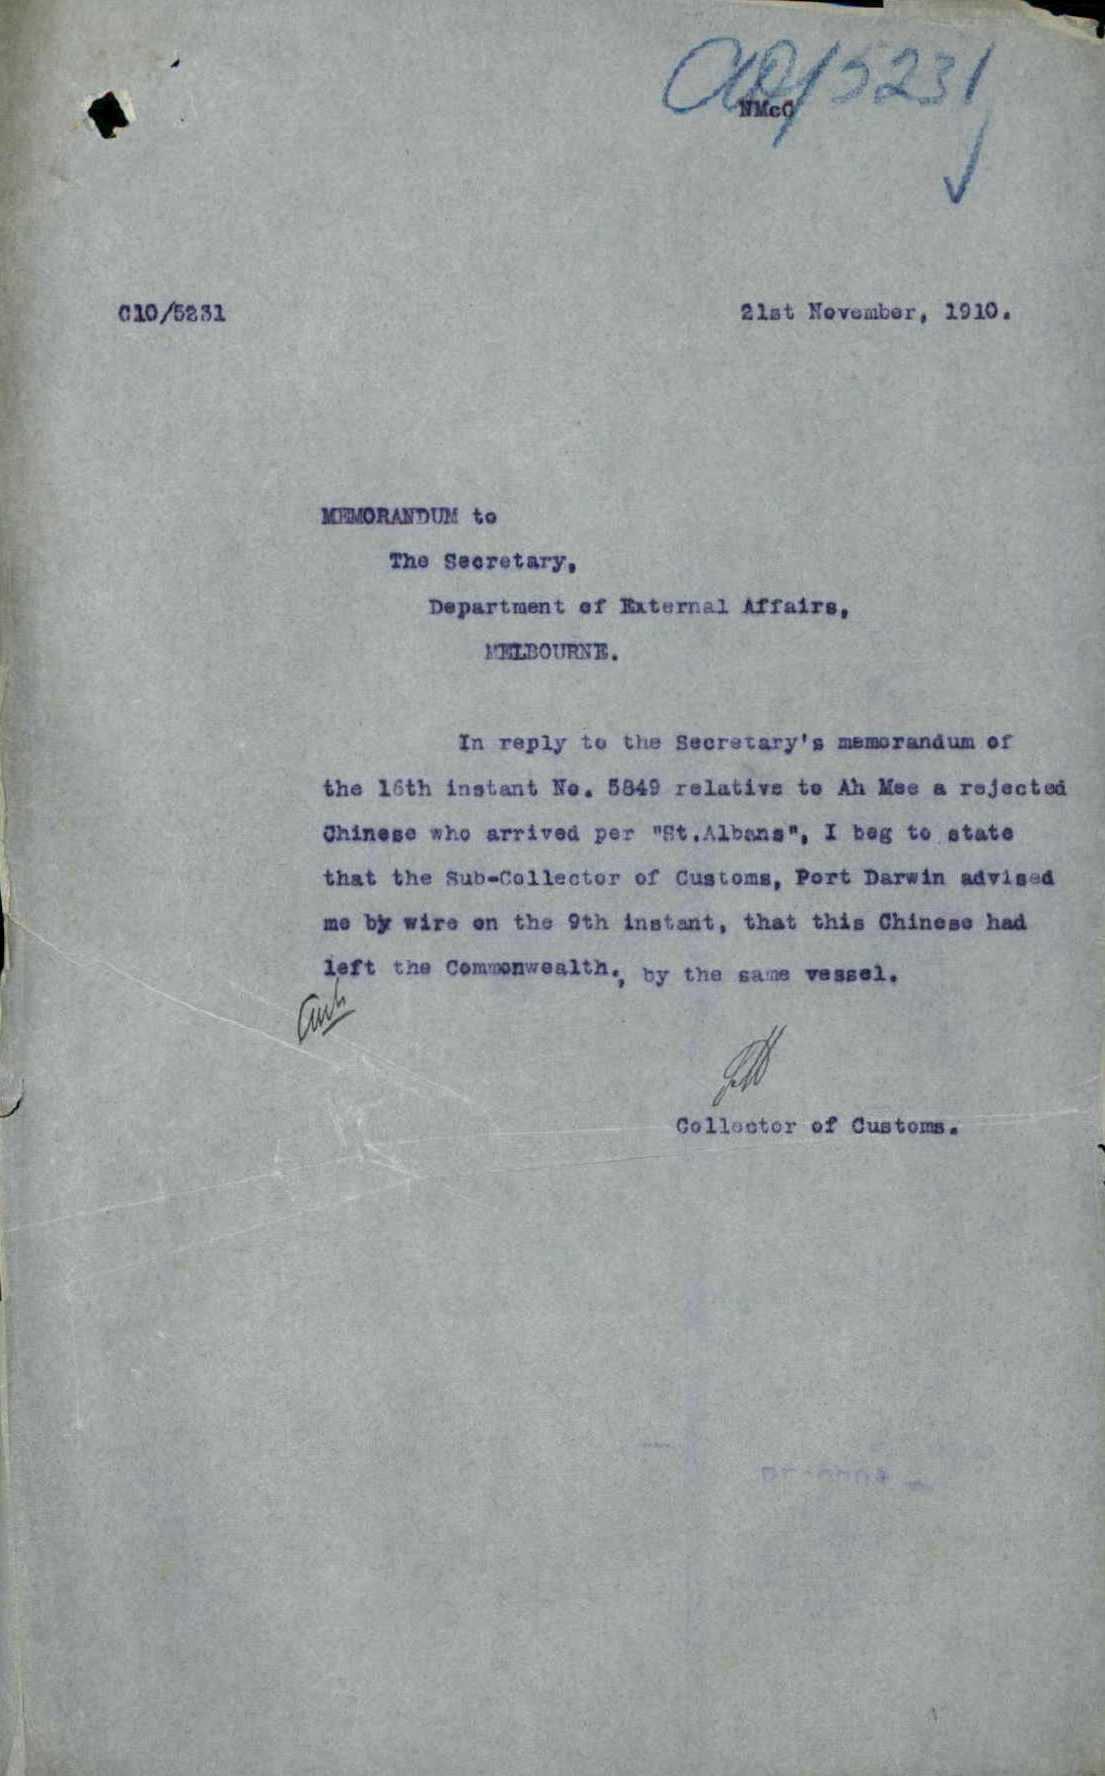 C10/5231
NMcC
C10/5231
21st November, 1910.
MEMORANDUM to
The Secretary,
Department of External Affairs,
MELBOURNE.
In reply to the Secretary's memorandum of
the 16th instant No. 5849 relative to Ah Mee a rejected
Chinese who arrived per "St.Albans", I beg to state
that the Sub-Collector of Customs, Port Darwin advised
me by wire on the 9th instant, that this Chinese had
left the Commonwealth., by the same vessel.
Collector of Customs.